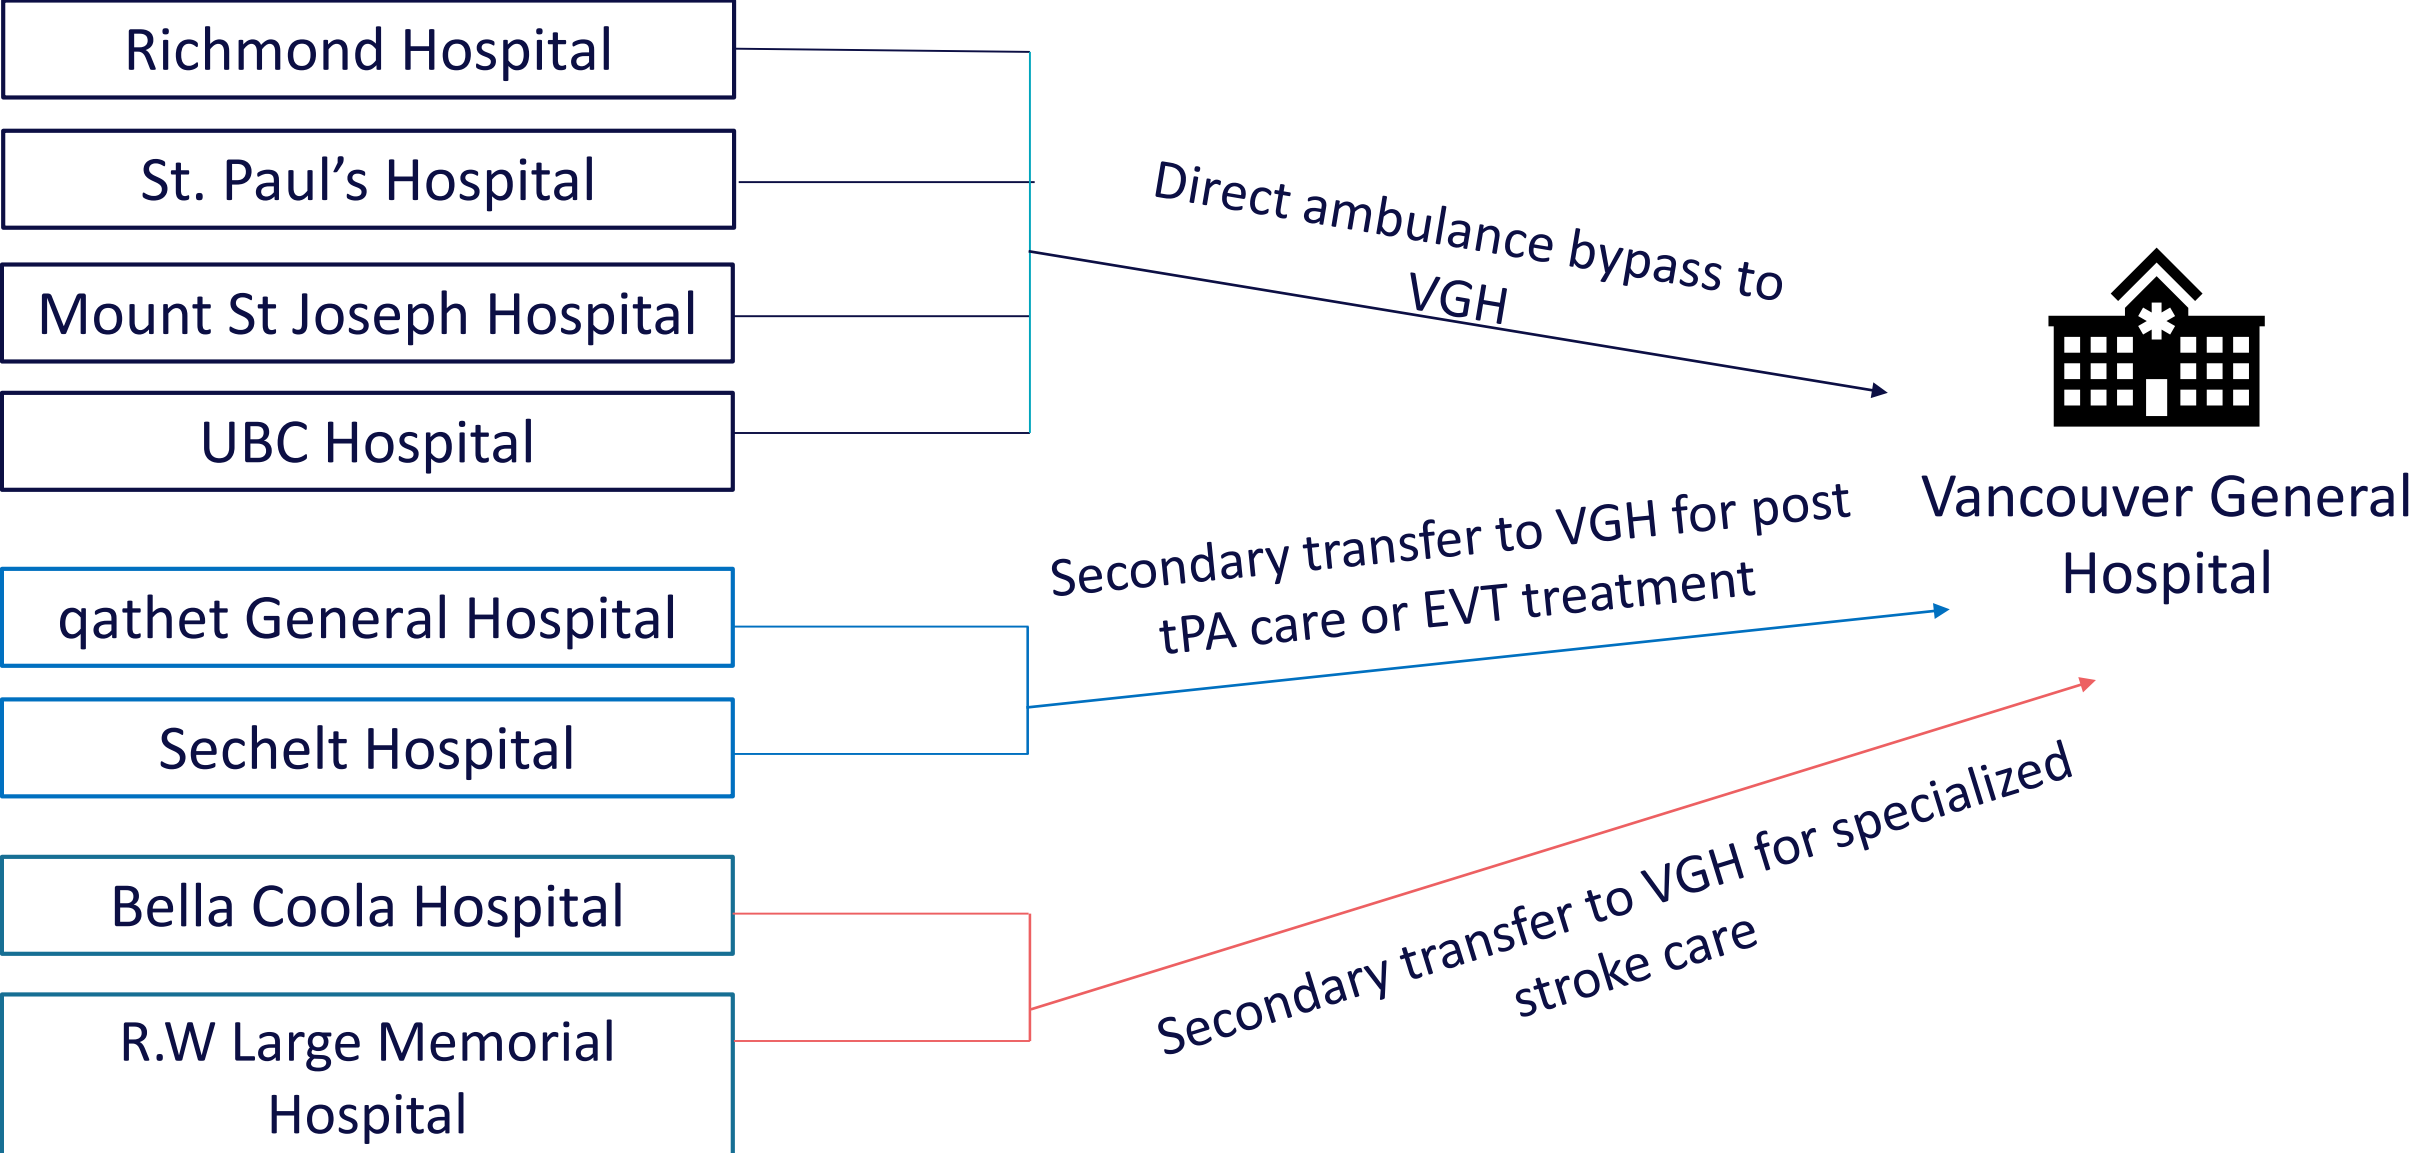 Richmond Hospital
St. Paul’s Hospital
Mount St Joseph Hospital
UBC Hospital
qathet General Hospital
Sechelt Hospital
Bella Coola Hospital
R.W Large Memorial
Hospital
Direct ambulance bypass to
VGH
Secondary transfer to VGH for post
tPA care or EVT treatment
Secondary transfer to VGH for specialized
stroke care
Vancouver General
Hospital